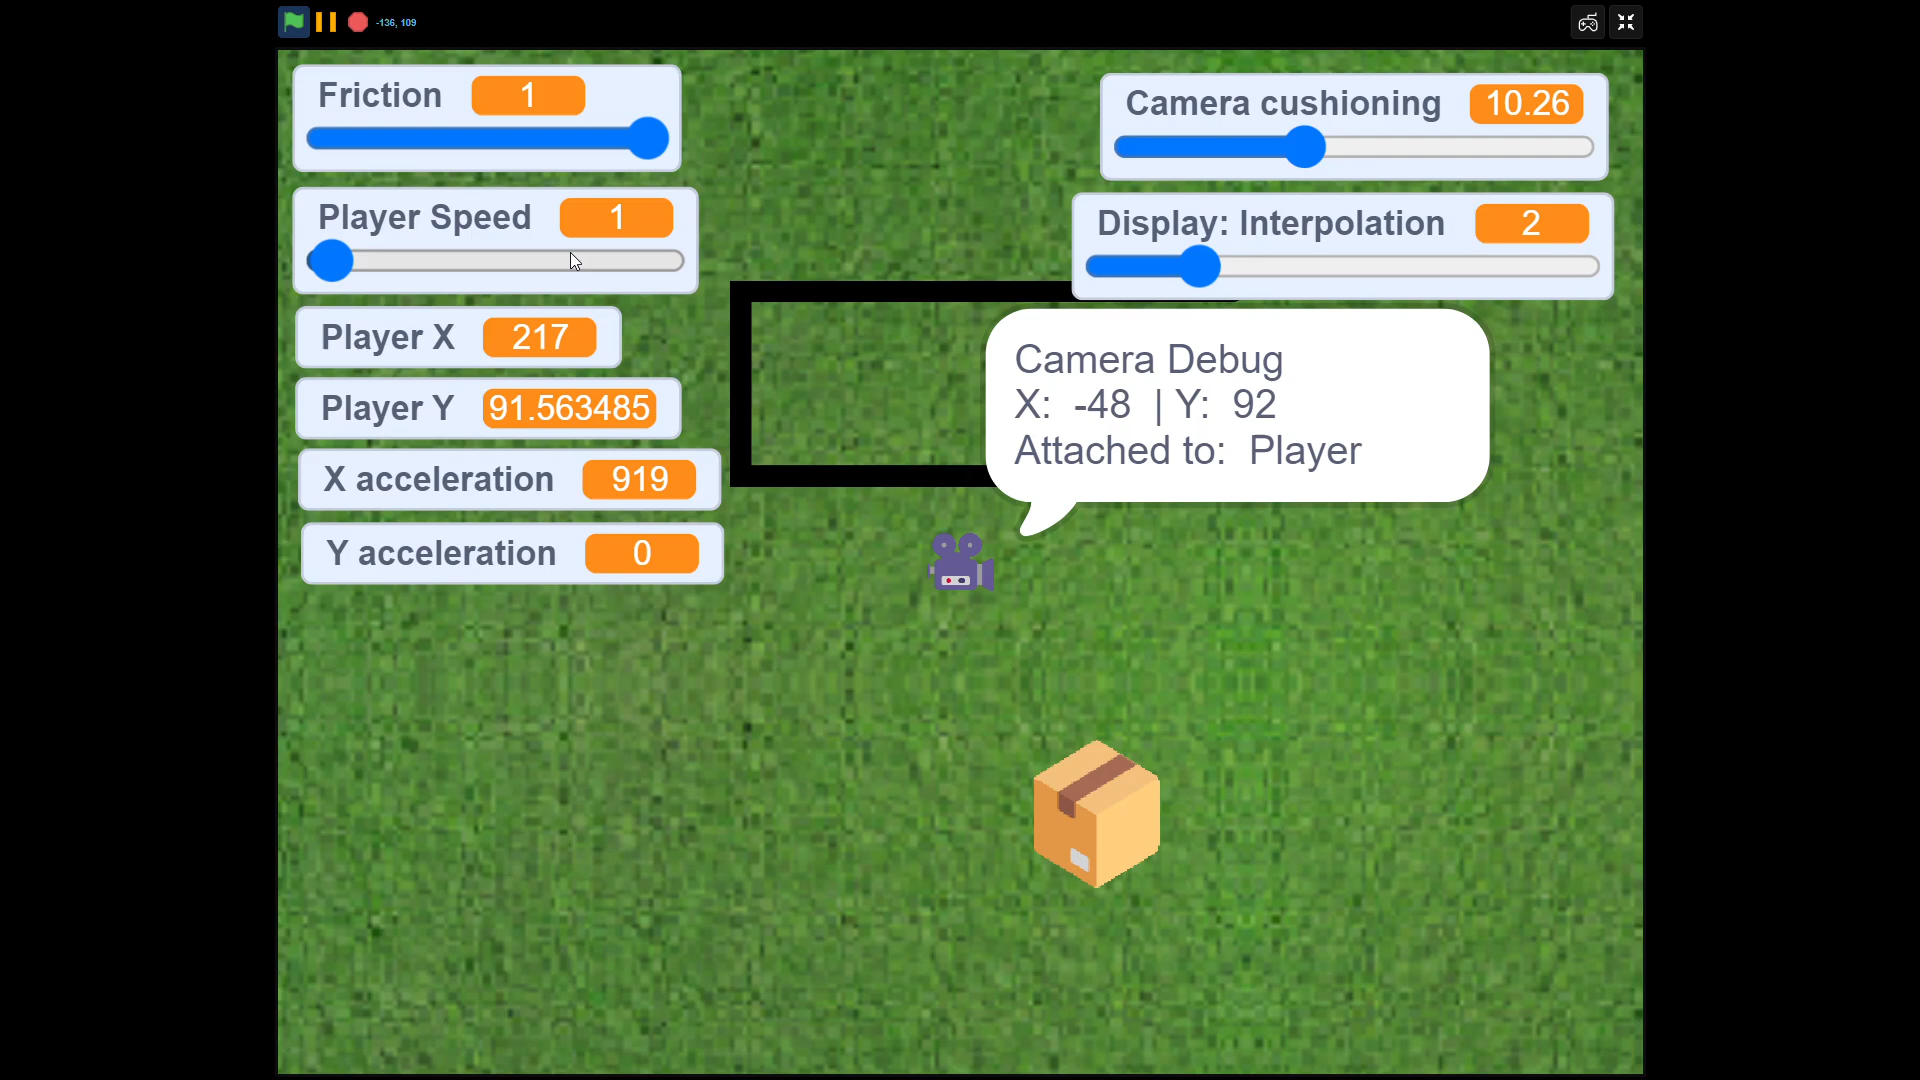 -136, 109
Friction 1
Player Speed 1
Player X 217
Player Y 91.563485
X acceleration 919
Y acceleration 0
Camera cushioning 10.26
Display: Interpolation 2
Camera Debug
X: -48 | Y: 92
Attached to: Player